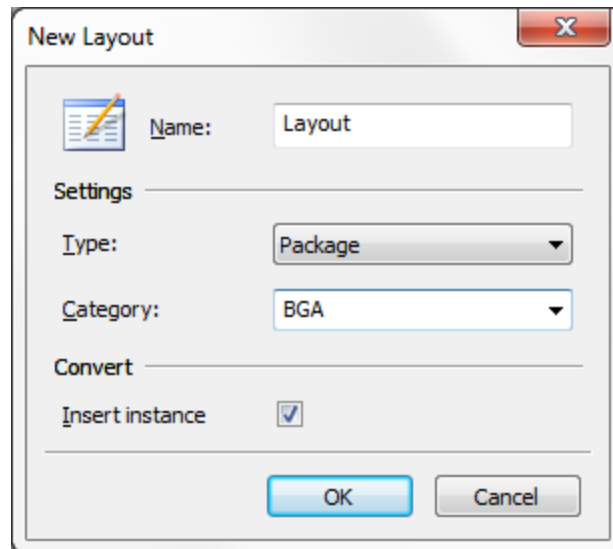 New Layout
Name: Layout
Settings
Type: Package
Category: BGA
Convert
Insert instance
OK Cancel